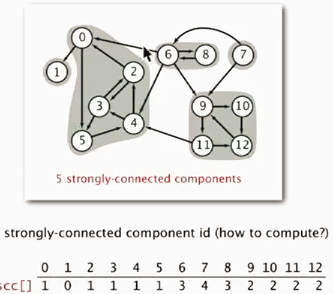 0
6 8 7
1 2
3 9 10
4
5 11 12
5 strongly-connected components
strongly-connected component id (how to compute?)
0 1 2 3 4 5 6 7 8 9 10 11 12
scc[] 1 0 1 1 1 1 3 4 3 2 2 2 2